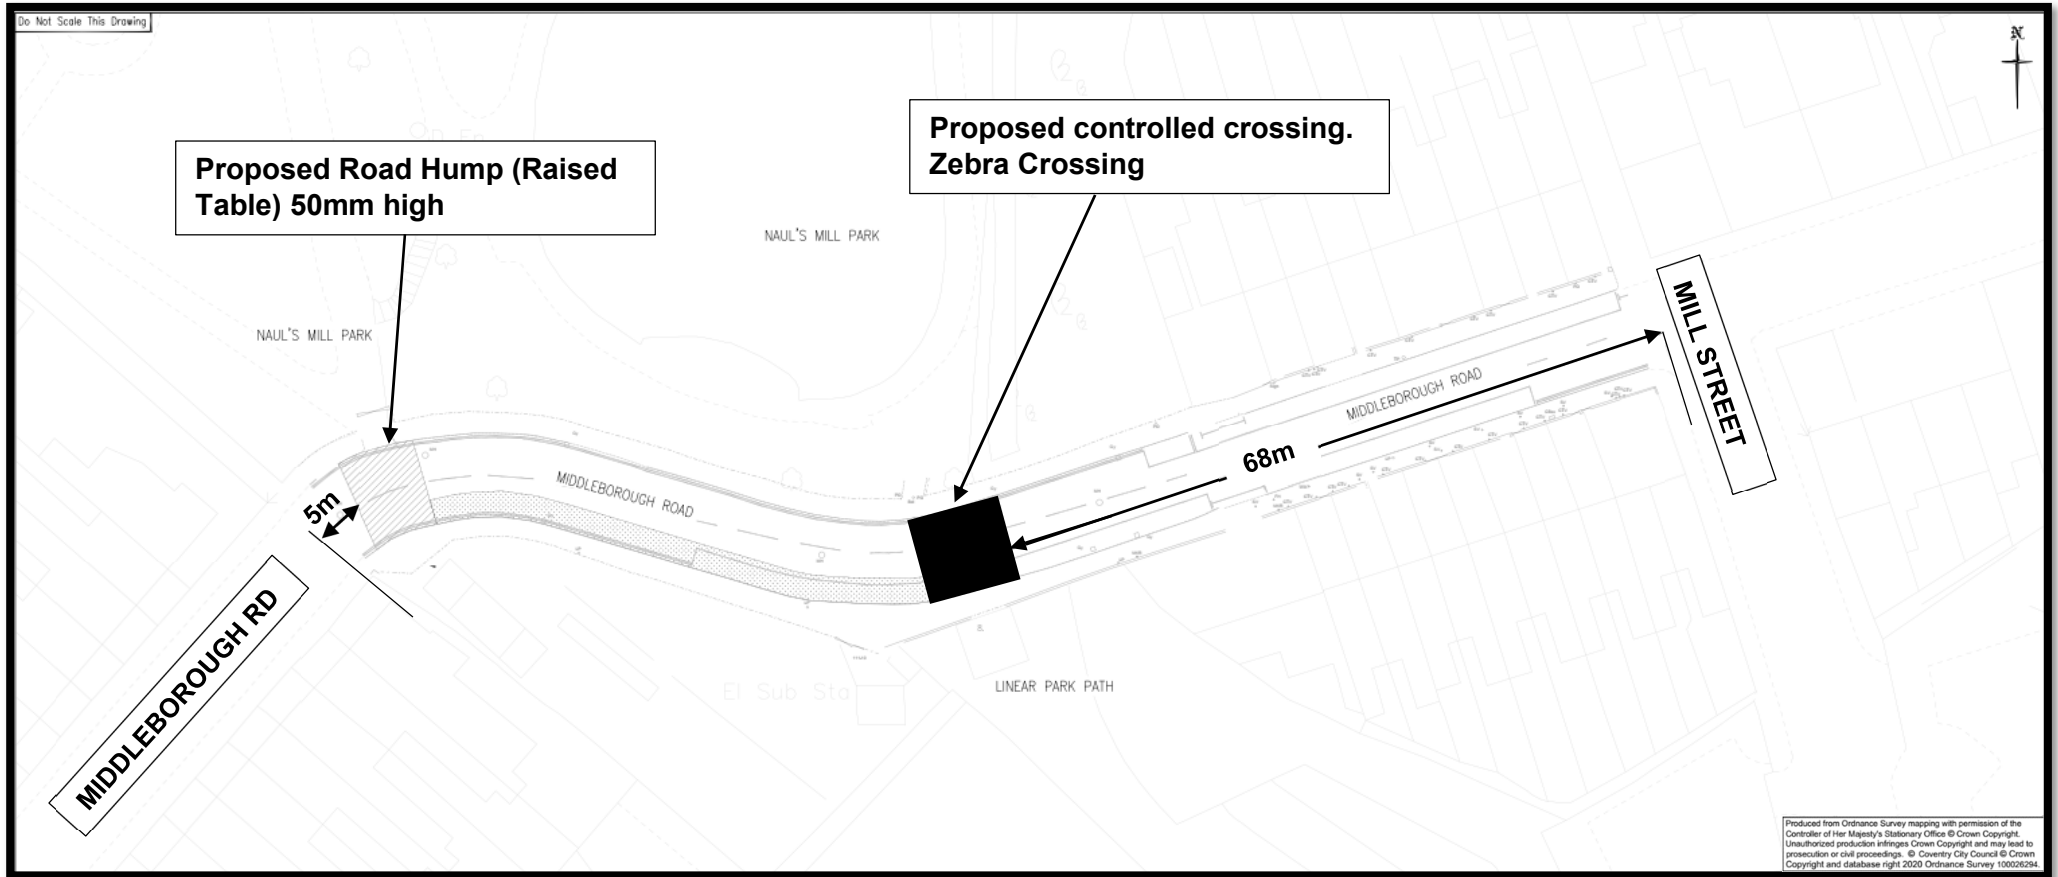 Do Not Scale This Drawing
N
Proposed Road Hump (Raised
Table) 50mm high
Proposed controlled crossing.
Zebra Crossing
NAUL'S MILL PARK
NAUL'S MILL PARK
MILL STREET
MIDDLEBOROUGH ROAD
68m
MIDDLEBOROUGH ROAD
5m
MIDDLEBOROUGH RD
El Sub Sta
LINEAR PARK PATH
Produced from Ordnance Survey mapping with permission of the
Controller of Her Majesty's Stationary Office © Crown Copyright.
Unauthorized production infringes Crown Copyright and may lead to
prosecution or civil proceedings. © Coventry City Council © Crown
Copyright and database right 2020 Ordnance Survey 100026294.